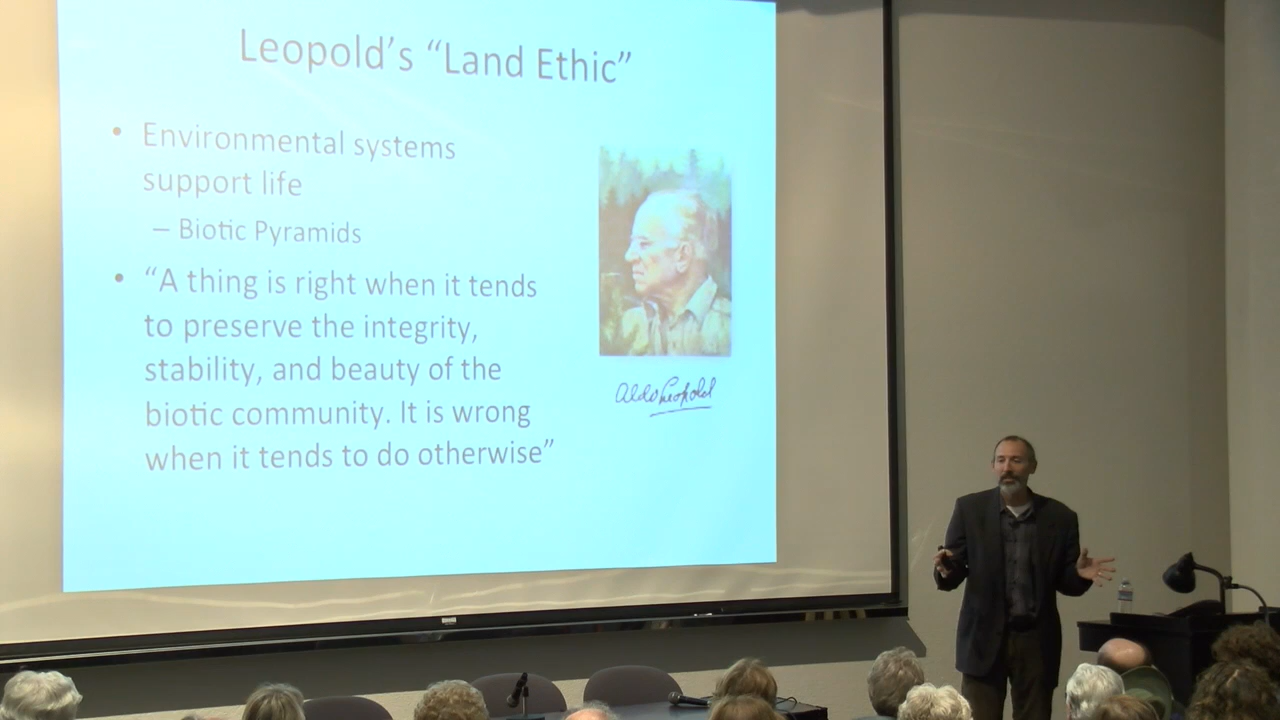 Leopold's “Land Ethic”
• Environmental systems
support life
– Biotic Pyramids
• “A thing is right when it tends
to preserve the integrity,
stability, and beauty of the
biotic community. It is wrong
when it tends to do otherwise”
Aldo Leopold